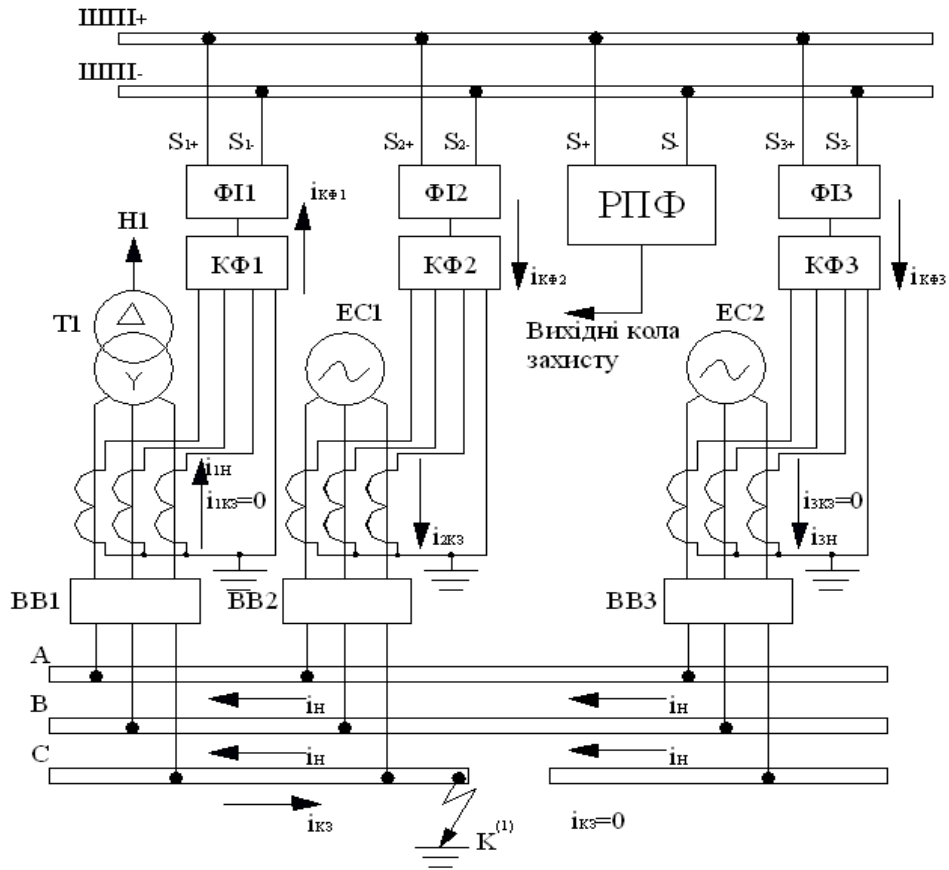 ШПІ+
ШПІ-
S1+ S1- S2+ S2- S+ S- S3+ S3-
ФІ1 ФІ2 РПФ ФІ3
iКФ1
Н1
КФ1 КФ2 КФ3
iКФ2 iКФ3
Т1 ЕС1 ЕС2
Вихідні кола
захисту
i1Н
i1КЗ=0 i3КЗ=0
i2КЗ i3Н
ВВ1 ВВ2 ВВ3
А
iН iН
В
С iН iН
iКЗ К(1) iКЗ=0